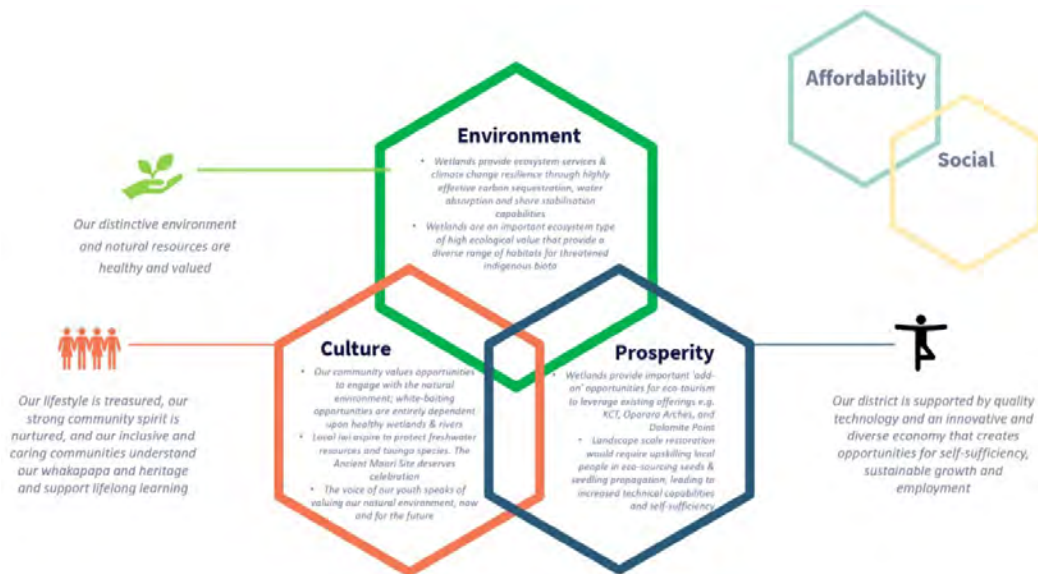 Affordability
Social
Environment
• Wetlands provide ecosystem services &
climate change resilience through highly
effective carbon sequestration, water
absorption and shore stabilisation
capabilities
• Wetlands are an important ecosystem type
of high ecological value that provide a
diverse range of habitats for threatened
indigenous biota
Our distinctive environment
and natural resources are
healthy and valued
Culture
• Our community values opportunities
to engage with the natural
environment; white-baiting
opportunities are entirely dependent
upon healthy wetlands & rivers
• Local iwi aspire to protect freshwater
resources and taonga species. The
Ancient Maori Site deserves
celebration
• The voice of our youth speaks of
valuing our natural environment, now
and for the future
Our lifestyle is treasured, our
strong community spirit is
nurtured, and our inclusive and
caring communities understand
our whakapapa and heritage
and support lifelong learning
Prosperity
• Wetlands provide important 'add-
on' opportunities for eco-tourism
to leverage existing offerings e.g.
KCT, Oparara Arches, and
Dolomite Point
• Landscape scale restoration
would require upskilling local
people in eco-sourcing seeds &
seedling propagation, leading to
increased technical capabilities
and self-sufficiency
Our district is supported by quality
technology and an innovative and
diverse economy that creates
opportunities for self-sufficiency,
sustainable growth and
employment